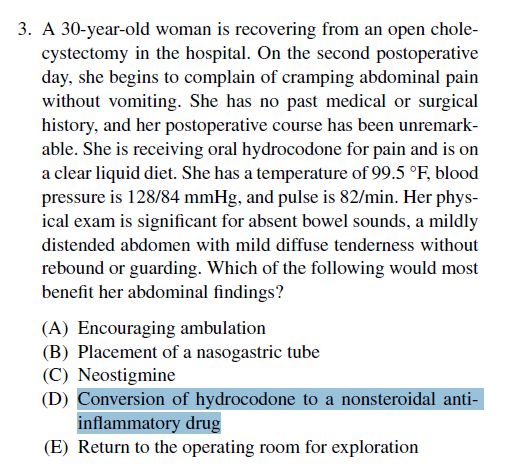 3. A 30-year-old woman is recovering from an open chole-
cystectomy in the hospital. On the second postoperative
day, she begins to complain of cramping abdominal pain
without vomiting. She has no past medical or surgical
history, and her postoperative course has been unremark-
able. She is receiving oral hydrocodone for pain and is on
a clear liquid diet. She has a temperature of 99.5 °F, blood
pressure is 128/84 mmHg, and pulse is 82/min. Her phys-
ical exam is significant for absent bowel sounds, a mildly
distended abdomen with mild diffuse tenderness without
rebound or guarding. Which of the following would most
benefit her abdominal findings?
(A) Encouraging ambulation
(B) Placement of a nasogastric tube
(C) Neostigmine
(D) Conversion of hydrocodone to a nonsteroidal anti-
inflammatory drug
(E) Return to the operating room for exploration